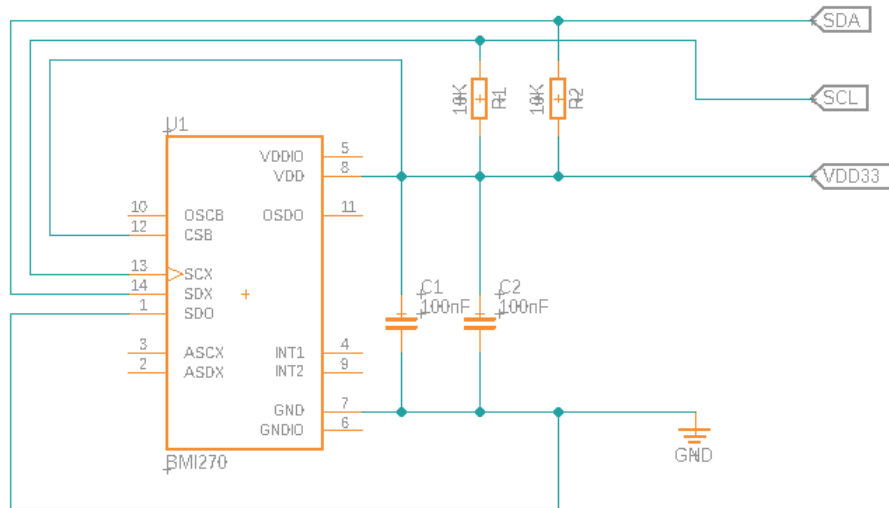 SDA
SCL
VDD33
10K
R1
10K
R2
U1
VDDIO 5
VDD 8
10 OSCB
OSDO 11
12 CSB
13 SCX
14 SDX
1 SDO
C1
100nF
C2
100nF
3 ASCX
INT1 4
2 ASDX
INT2 9
GND 7
GNDIO 6
GND
BMI270